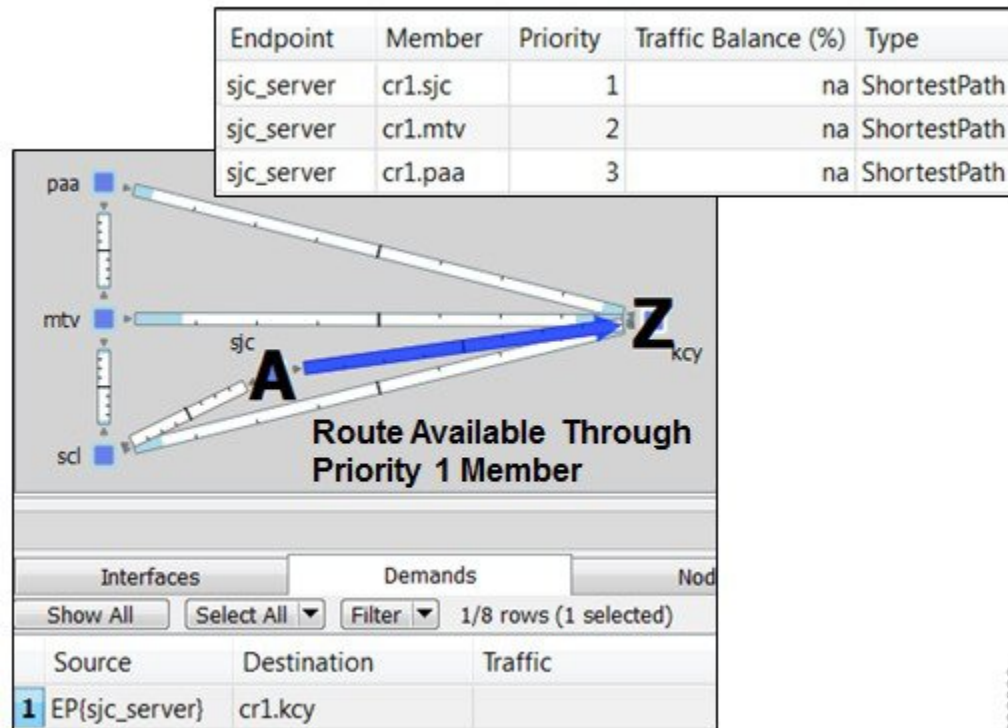 Endpoint Member Priority Traffic Balance (%) Type
sjc_server cr1.sjc 1 na ShortestPath
sjc_server cr1.mtv 2 na ShortestPath
sjc_server cr1.paa 3 na ShortestPath
paa
mtv
sjc
A
Z
kcy
scl
Route Available Through
Priority 1 Member
Interfaces Demands Nod
Show All Select All Filter 1/8 rows (1 selected)
Source Destination Traffic
1 EP{sjc_server} cr1.kcy